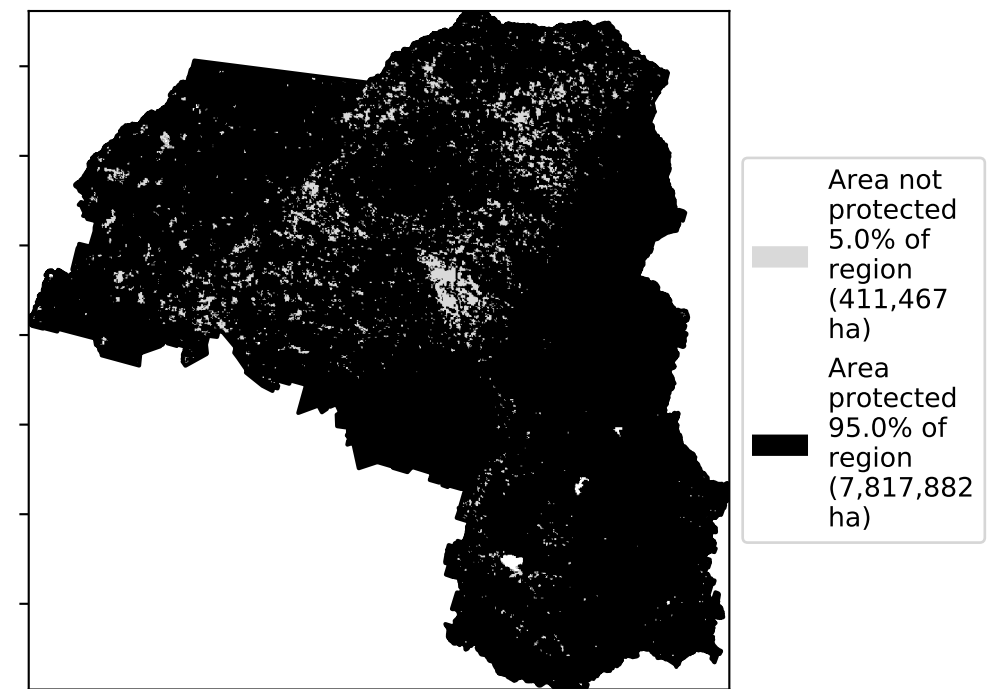 Area not
protected
5.0% of
region
(411,467
ha)
Area
protected
95.0% of
region
(7,817,882
ha)